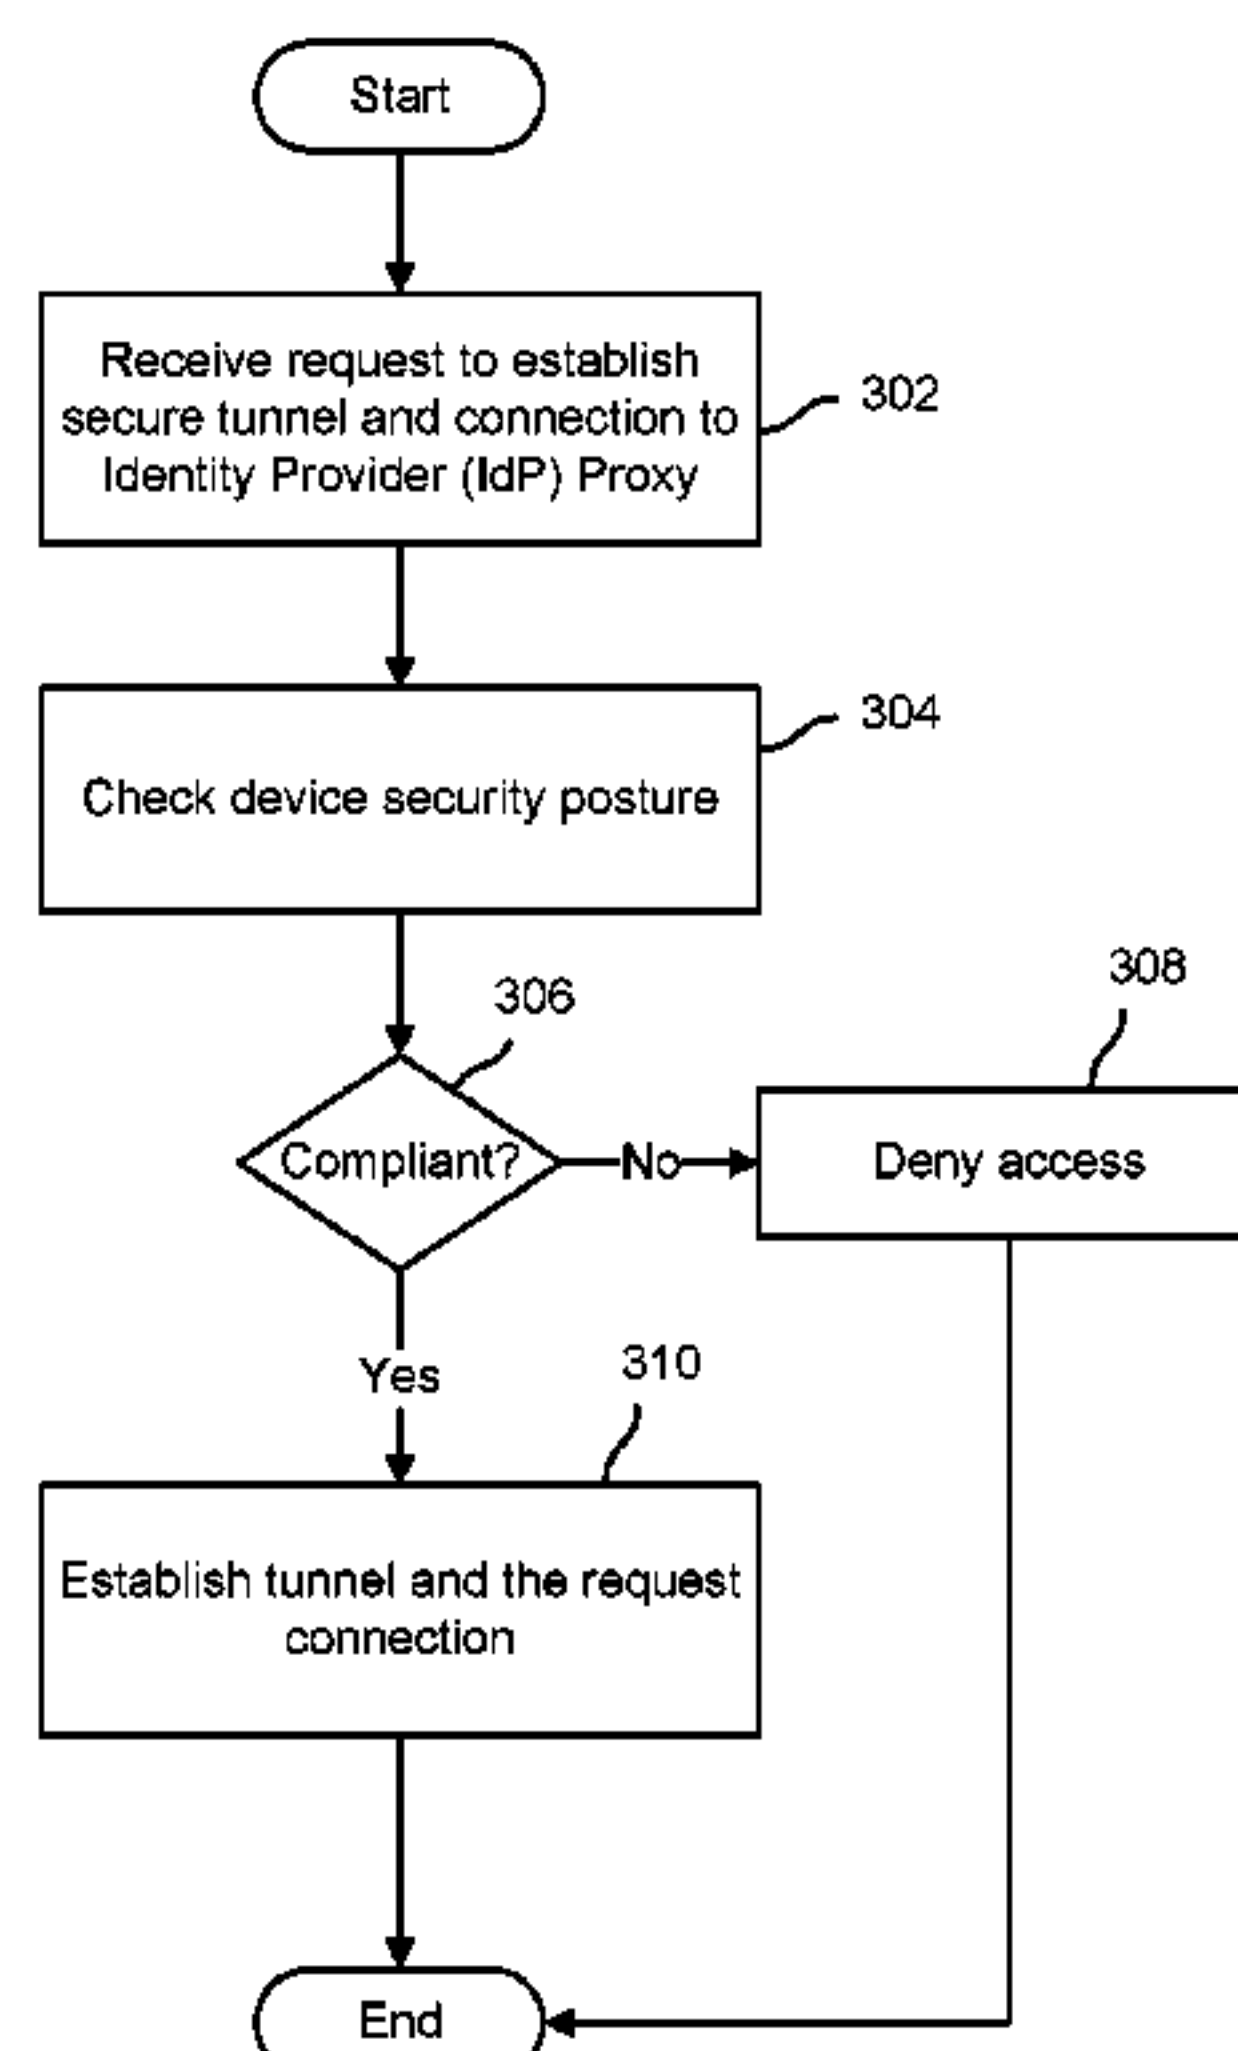 Start
Receive request to establish
secure tunnel and connection to
Identity Provider (IdP) Proxy
302
304
Check device security posture
306
308
Compliant?
No
Deny access
Yes
310
Establish tunnel and the request
connection
End